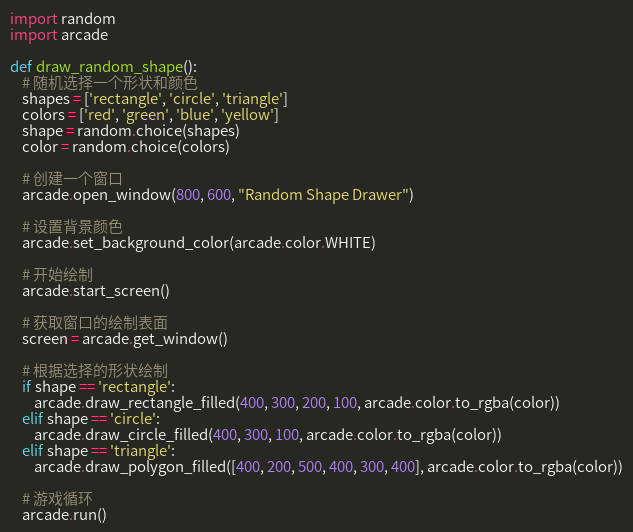 import random
import arcade
def draw_random_shape():
# 随机选择一个形状和颜色
shapes = ['rectangle', 'circle', 'triangle']
colors = ['red', 'green', 'blue', 'yellow']
shape = random.choice(shapes)
color = random.choice(colors)
# 创建一个窗口
arcade.open_window(800, 600, "Random Shape Drawer")
# 设置背景颜色
arcade.set_background_color(arcade.color.WHITE)
# 开始绘制
arcade.start_screen()
# 获取窗口的绘制表面
screen = arcade.get_window()
# 根据选择的形状绘制
if shape == 'rectangle':
arcade.draw_rectangle_filled(400, 300, 200, 100, arcade.color.to_rgba(color))
elif shape == 'circle':
arcade.draw_circle_filled(400, 300, 100, arcade.color.to_rgba(color))
elif shape == 'triangle':
arcade.draw_polygon_filled([400, 200, 500, 400, 300, 400], arcade.color.to_rgba(color))
# 游戏循环
arcade.run()